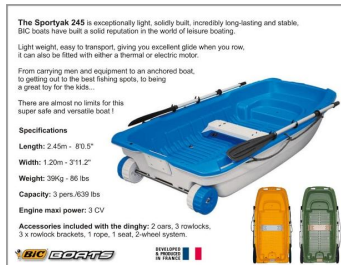 The Sportyak 245 is exceptionally light, solidly built, incredibly long-lasting and stable.
BIC boats have built a solid reputation in the world of leisure boating.
Light weight, easy to transport, giving you excellent glide when you row,
it can also be fitted with either a thermal or electric motor.
From carrying men and equipment to an anchored boat,
to getting out to the best fishing spots, to being
a great toy for the kids...
There are almost no limits for this
super safe and versatile boat !
Specifications
Length: 2.45m - 8'0.5"
Width: 1.20m - 3'11.2"
Weight: 39Kg - 86 lbs
Capacity: 3 pers./639 lbs
Engine maxi power: 3 CV
Accessories included with the dinghy: 2 oars, 3 rowlocks,
3 x rowlock brackets, 1 rope, 1 seat, 2-wheel system.
BIC BOATS
DEVELOPED
& PRODUCED
IN FRANCE